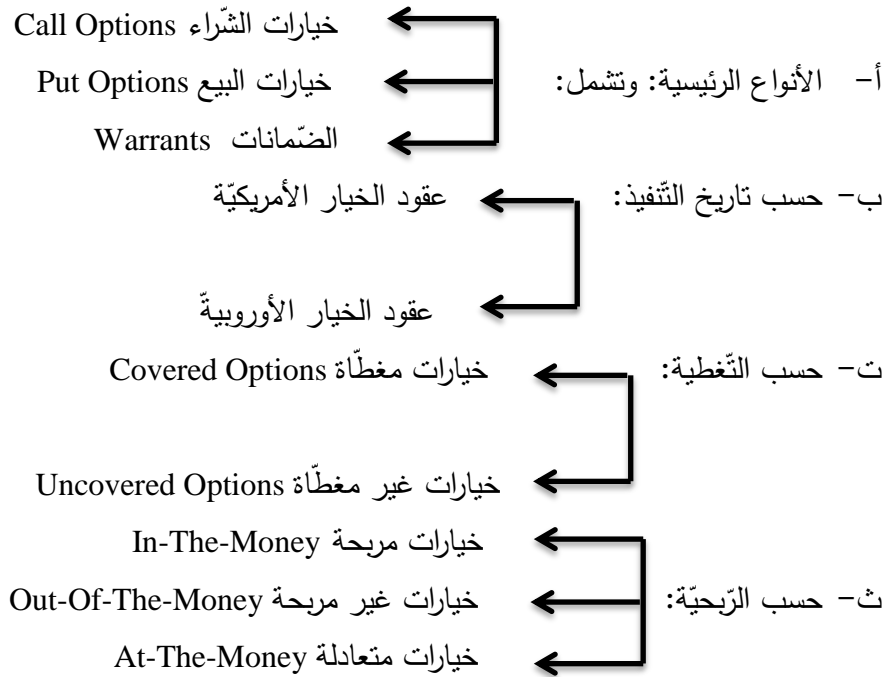 خيارات الشّراء Call Options
أ- الأنواع الرئيسية: وتشمل: خيارات البيع Put Options
الضّمانات Warrants
ب- حسب تاريخ التّنفيذ: عقود الخيار الأمريكيّة
عقود الخيار الأوروبيةّ
ت- حسب التّغطية: خيارات مغطّاة Covered Options
خيارات غير مغطّاة Uncovered Options
خيارات مربحة In-The-Money
ث- حسب الرّبحيّة: خيارات غير مربحة Out-Of-The-Money
خيارات متعادلة At-The-Money